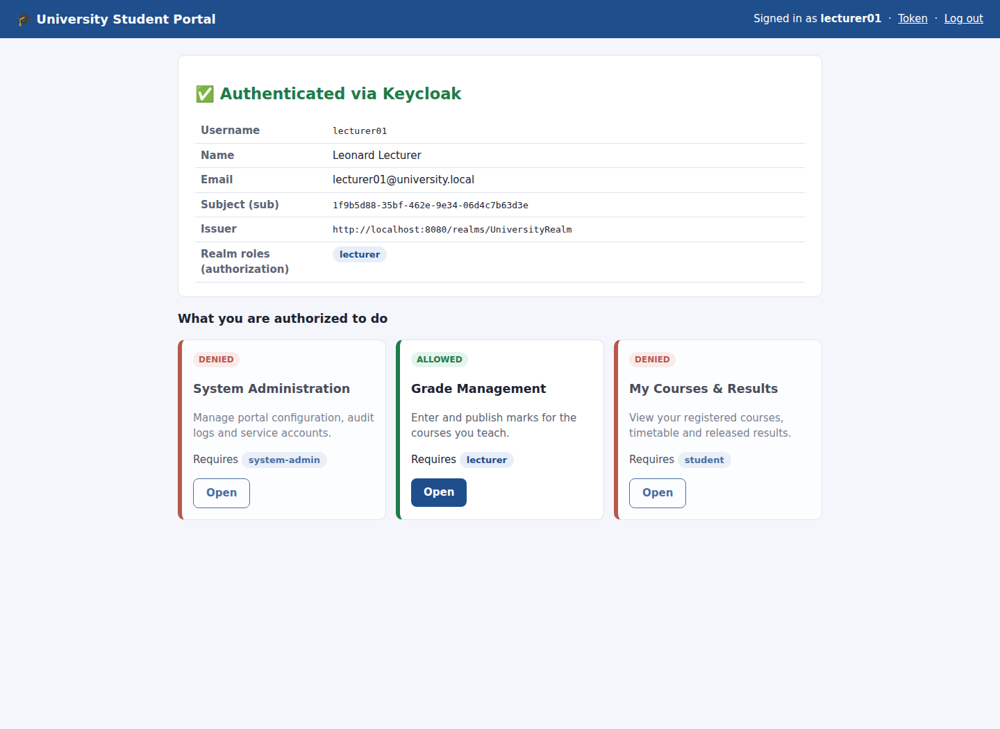 🎓 University Student Portal
Signed in as lecturer01 · Token · Log out
✅ Authenticated via Keycloak
Username lecturer01
Name Leonard Lecturer
Email lecturer01@university.local
Subject (sub) 1f9b5d88-35bf-462e-9e34-06d4c7b63d3e
Issuer http://localhost:8080/realms/UniversityRealm
Realm roles (authorization) lecturer
What you are authorized to do
DENIED
System Administration
Manage portal configuration, audit
logs and service accounts.
Requires system-admin
Open
ALLOWED
Grade Management
Enter and publish marks for the
courses you teach.
Requires lecturer
Open
DENIED
My Courses & Results
View your registered courses,
timetable and released results.
Requires student
Open